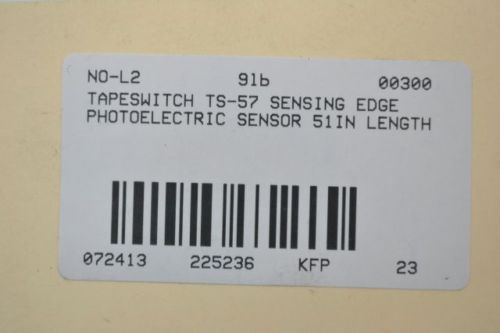 NO-L2 91b 00300
TAPESWITCH TS-57 SENSING EDGE
PHOTOELECTRIC SENSOR 51IN LENGTH
072413 225236 KFP 23